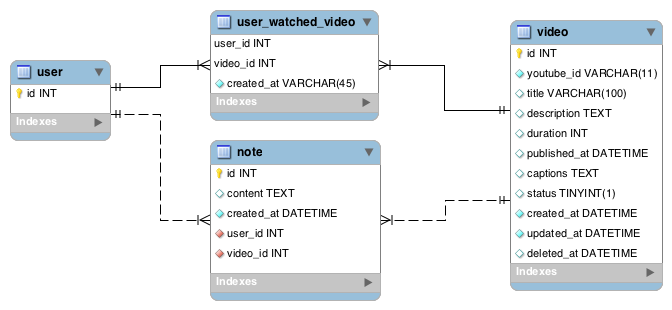 user
id INT
Indexes
user_watched_video
user_id INT
video_id INT
created_at VARCHAR(45)
Indexes
note
id INT
content TEXT
created_at DATETIME
user_id INT
video_id INT
Indexes
video
id INT
youtube_id VARCHAR(11)
title VARCHAR(100)
description TEXT
duration INT
published_at DATETIME
captions TEXT
status TINYINT(1)
created_at DATETIME
updated_at DATETIME
deleted_at DATETIME
Indexes